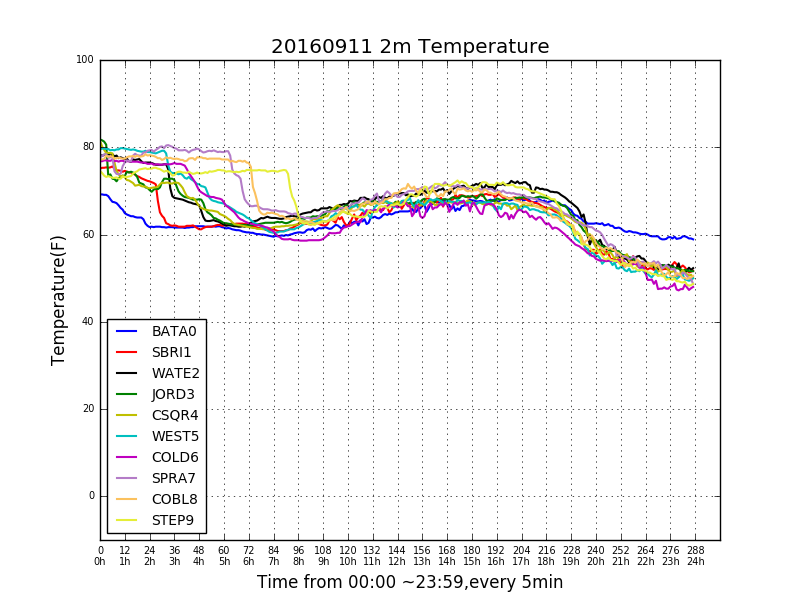 20160911 2m Temperature
100
80
60
40
20
0
Temperature(F)
BATA0
SBRI1
WATE2
JORD3
CSQR4
WEST5
COLD6
SPRA7
COBL8
STEP9
0 12 24 36 48 60 72 84 96 108 120 132 144 156 168 180 192 204 216 228 240 252 264 276 288
0h 1h 2h 3h 4h 5h 6h 7h 8h 9h 10h 11h 12h 13h 14h 15h 16h 17h 18h 19h 20h 21h 22h 23h 24h
Time from 00:00 ~23:59,every 5min